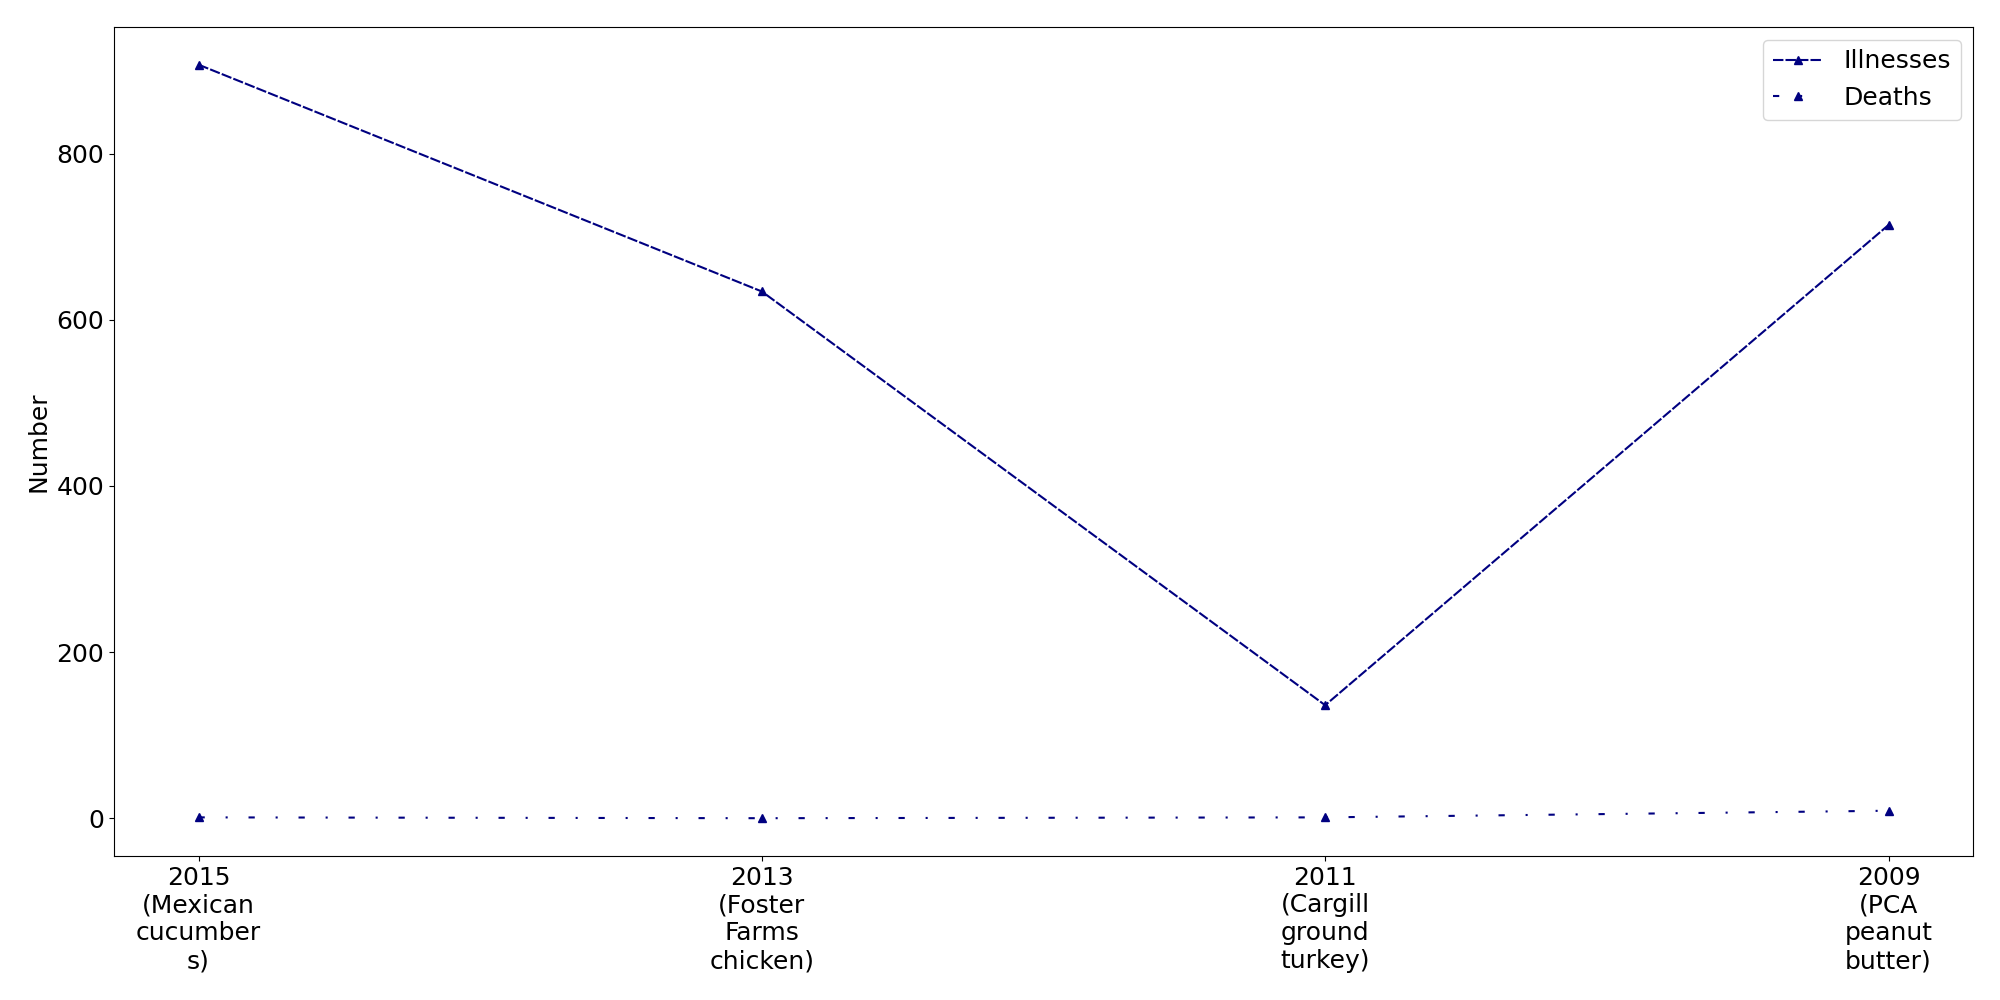 Illnesses
Deaths
Number
800
600
400
200
0
2015
(Mexican
cucumber
s)
2013
(Foster
Farms
chicken)
2011
(Cargill
ground
turkey)
2009
(PCA
peanut
butter)